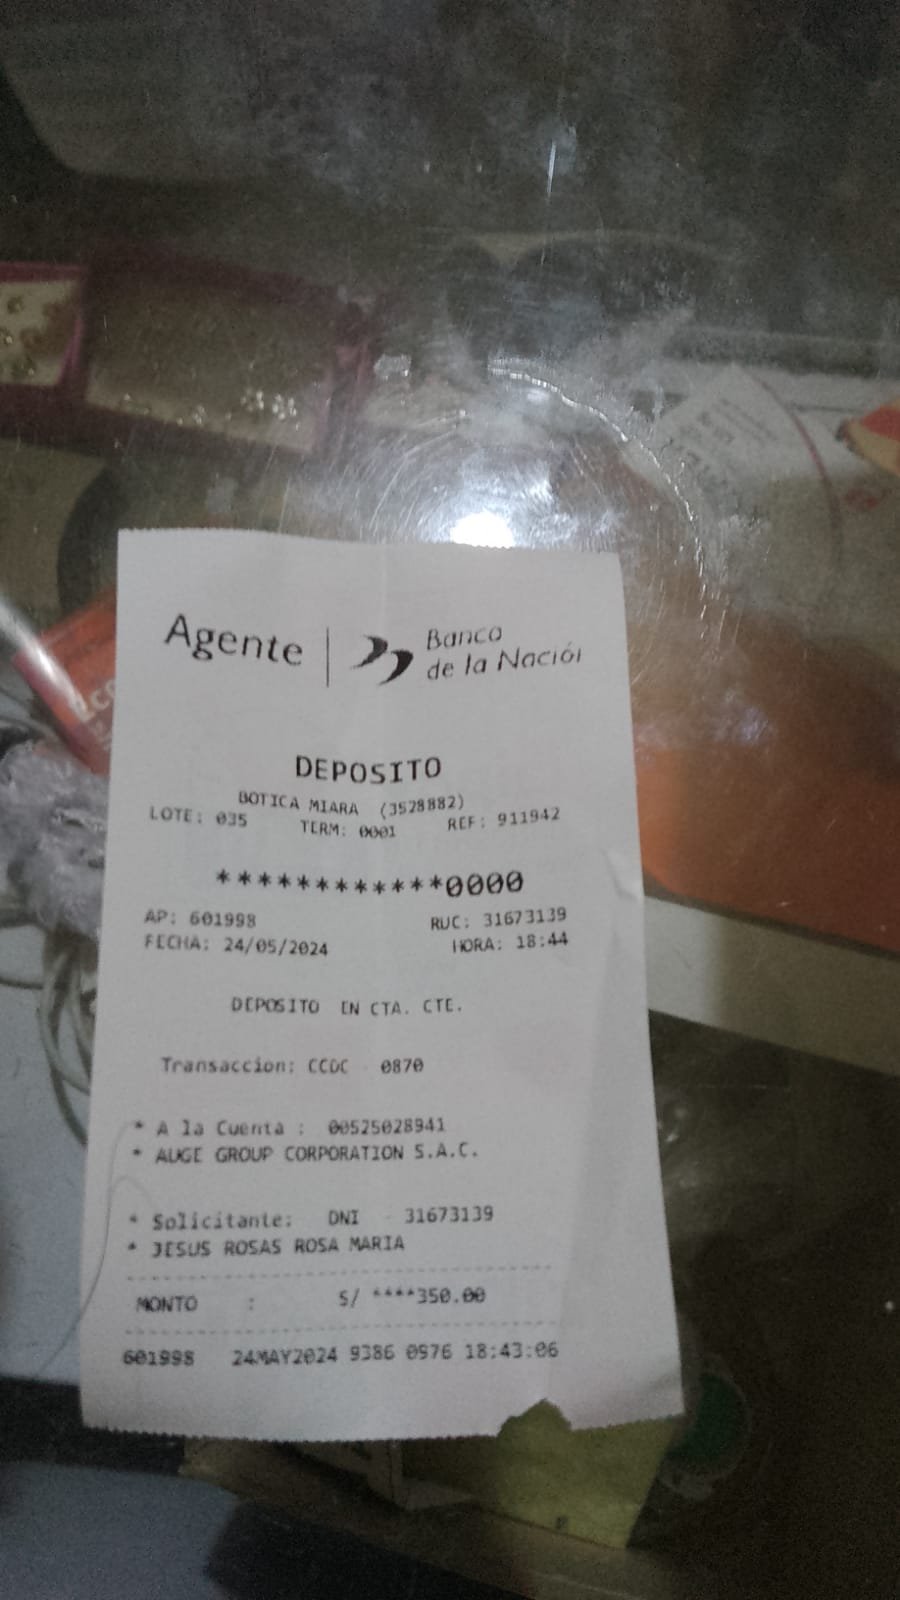 Agente | Banco
de la Nación
DEPOSITO
BOTICA MIARA (3528882)
LOTE: 035 TERM: 0001 REF: 911942
************0000
AP: 601998 RUC: 31673139
FECHA: 24/05/2024 HORA: 18:44
DEPOSITO EN CTA. CTE.
Transaccion: CCDC - 0870
* A la Cuenta : 00525028941
* AUGE GROUP CORPORATION S.A.C.
* Solicitante: DNI - 31673139
* JESUS ROSAS ROSA MARIA
MONTO : S/ ****350.00
601998 24MAY2024 9386 0976 18:43:06